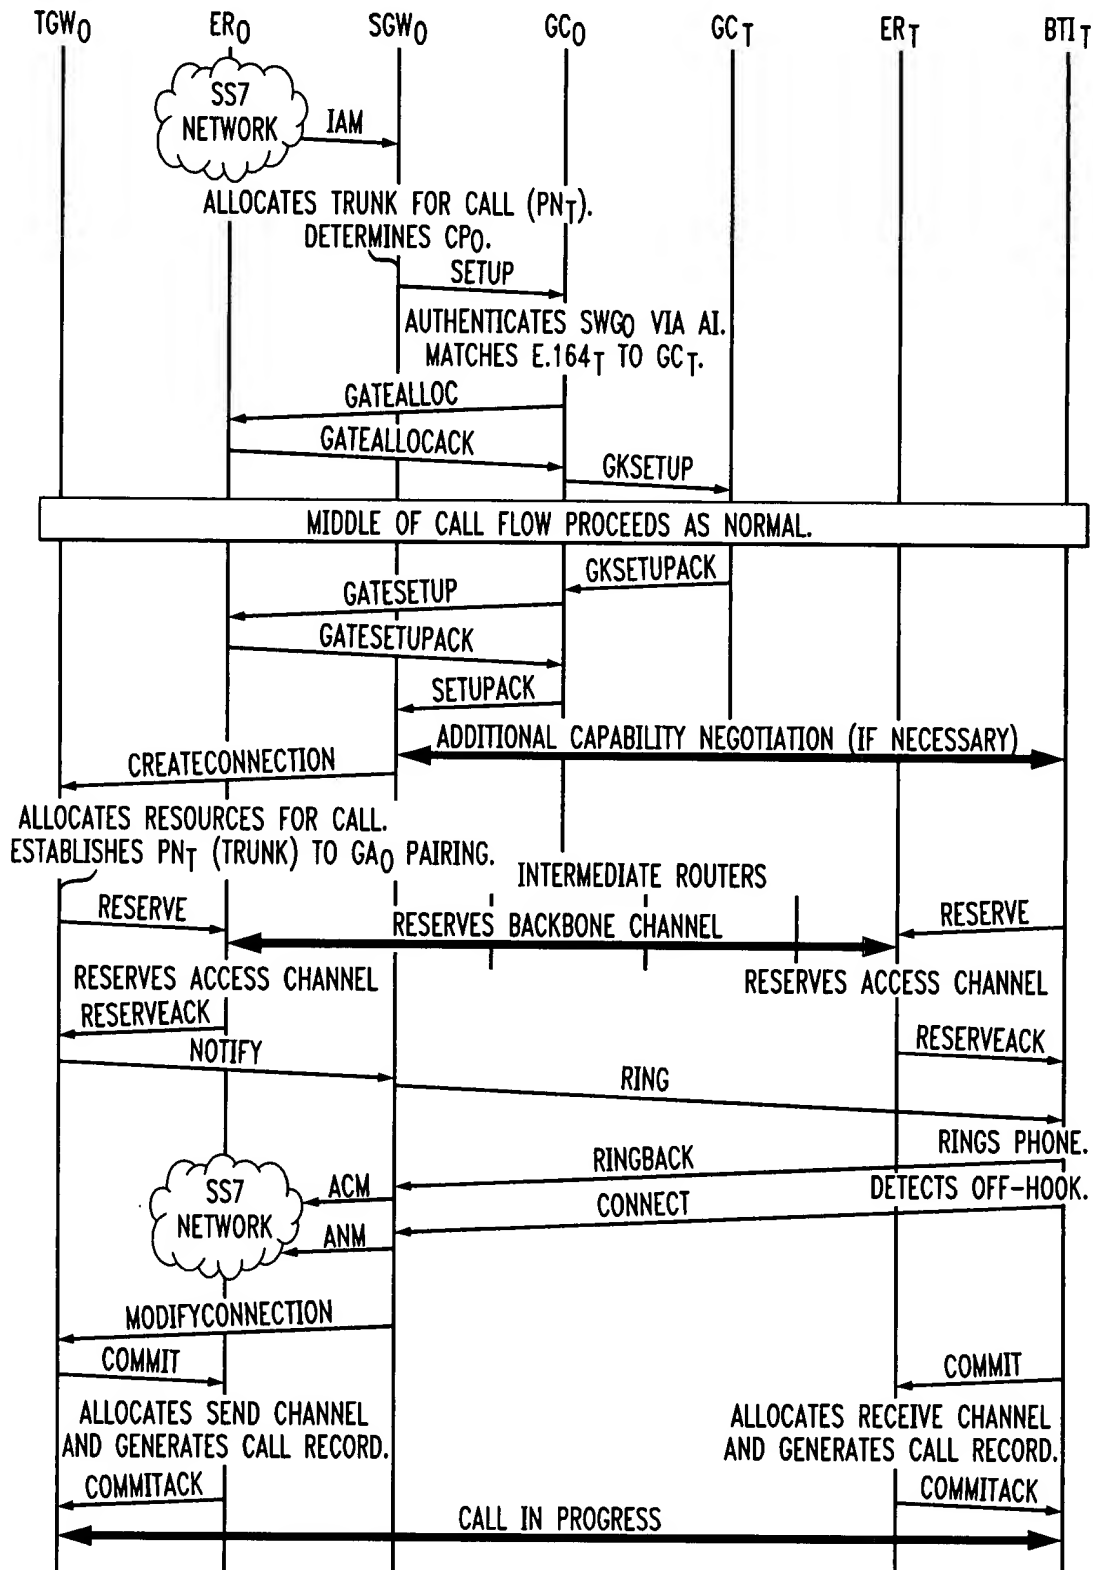 TGWO ERO SGWO GCO GCT ERT BTIT
SS7
NETWORK
IAM
ALLOCATES TRUNK FOR CALL (PNT).
DETERMINES CPO.
SETUP
AUTHENTICATES SWGO VIA AI.
MATCHES E.164T TO GCT.
GATEALLOC
GATEALLOCACK
GKSETUP
MIDDLE OF CALL FLOW PROCEEDS AS NORMAL.
GKSETUPACK
GATESETUP
GATESETUPACK
SETUPACK
ADDITIONAL CAPABILITY NEGOTIATION (IF NECESSARY)
CREATECONNECTION
ALLOCATES RESOURCES FOR CALL.
ESTABLISHES PNT (TRUNK) TO GAO PAIRING.
INTERMEDIATE ROUTERS
RESERVE
RESERVES BACKBONE CHANNEL
RESERVE
RESERVES ACCESS CHANNEL
RESERVES ACCESS CHANNEL
RESERVEACK
RESERVEACK
NOTIFY
RING
RINGS PHONE.
RINGBACK
DETECTS OFF-HOOK.
SS7
NETWORK
ACM
CONNECT
ANM
MODIFYCONNECTION
COMMIT
COMMIT
ALLOCATES SEND CHANNEL
AND GENERATES CALL RECORD.
ALLOCATES RECEIVE CHANNEL
AND GENERATES CALL RECORD.
COMMITACK
COMMITACK
CALL IN PROGRESS